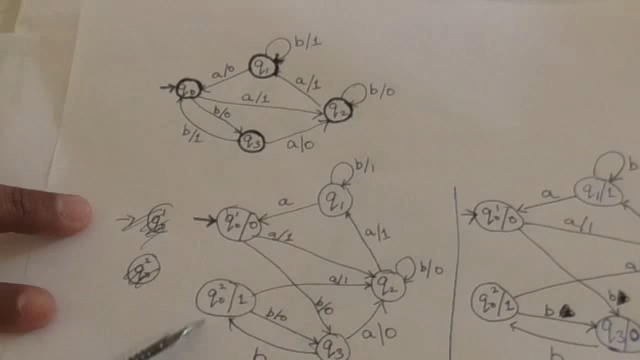 b/1
q₁
a/0
q₀
a/1
a/1
b/0
q₂
b/0
b/1
q₃
a/0
b/1
q₁
a
q₀¹/0
a/1
a/1
q₀²
q₀²/1
a/1
q₂
b/0
b/0
b/0
a/0
q₃
b
b
q₁/1
a
q₀¹/0
a/1
a
q₀²/1
b
b
q₃/0
b